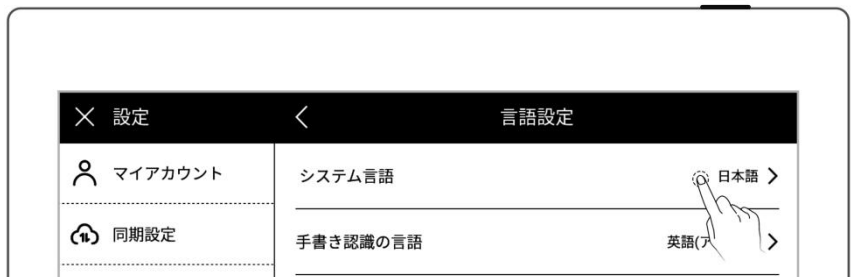 設定
言語設定
マイアカウント
システム言語
日本語
同期設定
手書き認識の言語
英語(ア